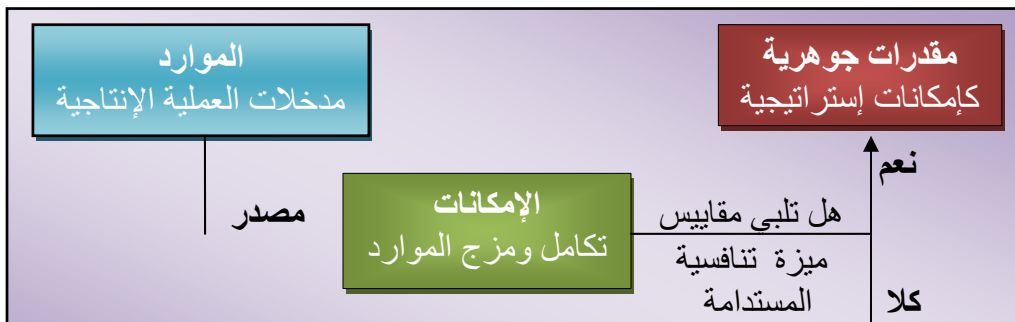 مقدرات جوهرية
كإمكانات إستراتيجية
الموارد
مدخلات العملية الإنتاجية
نعم
هل تلبي مقاييس
ميزة تنافسية
المستدامة
كلا
الإمكانات
تكامل ومزج الموارد
مصدر